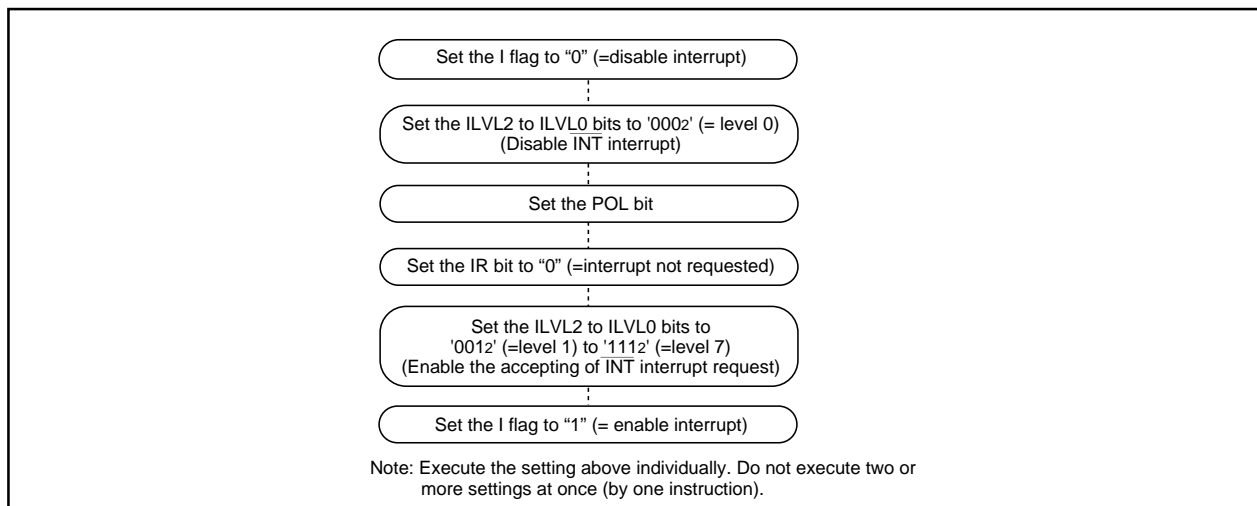 Set the I flag to “0” (=disable interrupt)
Set the ILVL2 to ILVL0 bits to '000₂' (= level 0)
(Disable I̅N̅T̅ interrupt)
Set the POL bit
Set the IR bit to “0” (=interrupt not requested)
Set the ILVL2 to ILVL0 bits to
'001₂' (=level 1) to '111₂' (=level 7)
(Enable the accepting of I̅N̅T̅ interrupt request)
Set the I flag to “1” (= enable interrupt)
Note: Execute the setting above individually. Do not execute two or
more settings at once (by one instruction).